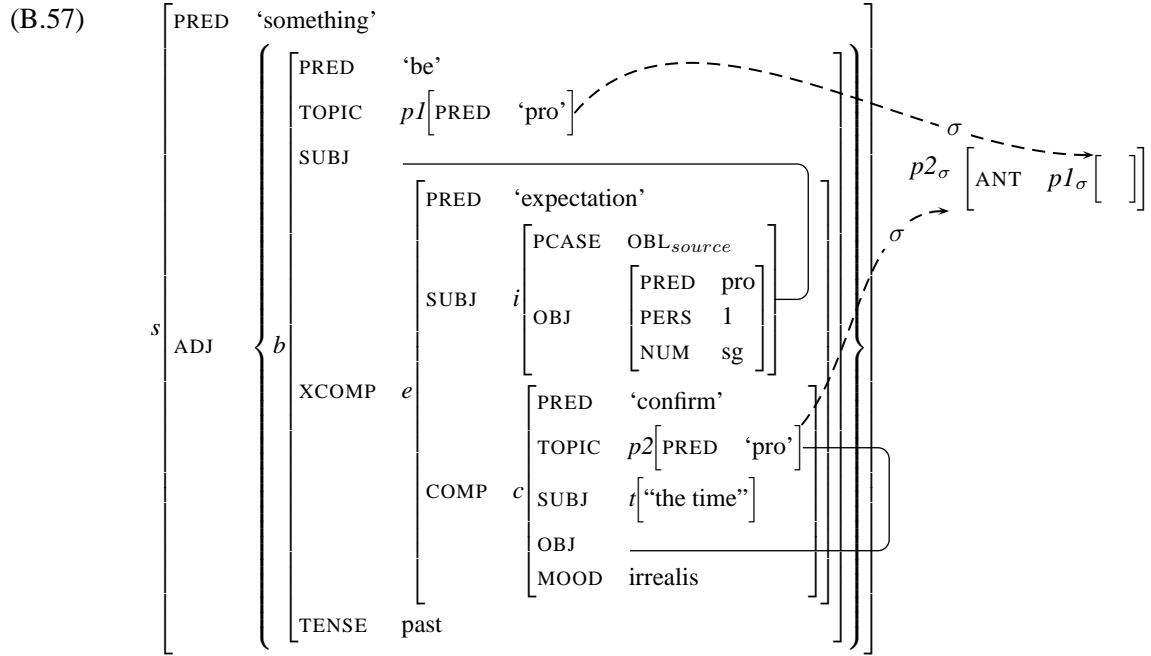 (B.57)
PRED ‘something’
PRED ‘be’
TOPIC p1[PRED ‘pro’]
σ
SUBJ
p2σ [ANT p1σ[ ]]
PRED ‘expectation’
σ
PCASE OBLsource
PRED pro
SUBJ i
OBJ
PERS 1
s
ADJ b
NUM sg
XCOMP e
PRED ‘confirm’
TOPIC p2[PRED ‘pro’]
COMP c
SUBJ t[“the time”]
OBJ
MOOD irrealis
TENSE past